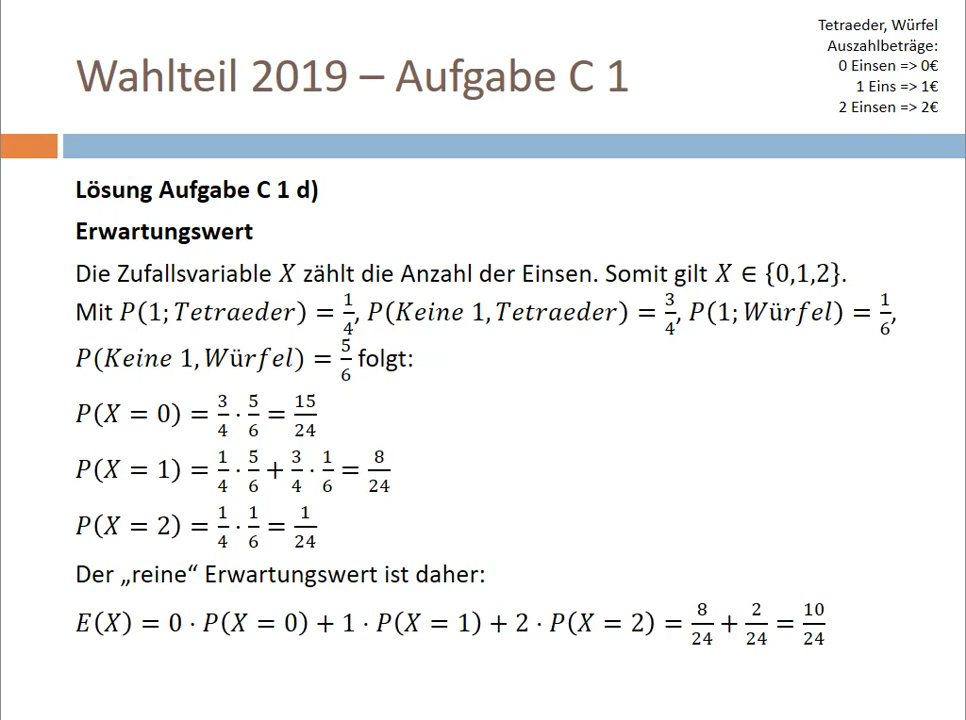 Tetraeder, Würfel
Auszahlbeträge:
0 Einsen => 0€
1 Eins => 1€
2 Einsen => 2€
Wahlteil 2019 – Aufgabe C 1
Lösung Aufgabe C 1 d)
Erwartungswert
Die Zufallsvariable X zählt die Anzahl der Einsen. Somit gilt X ∈ {0,1,2}.
Mit P(1; Tetraeder) = 1/4, P(Keine 1, Tetraeder) = 3/4, P(1; Würfel) = 1/6,
P(Keine 1, Würfel) = 5/6 folgt:
P(X = 0) = 3/4 · 5/6 = 15/24
P(X = 1) = 1/4 · 5/6 + 3/4 · 1/6 = 8/24
P(X = 2) = 1/4 · 1/6 = 1/24
Der „reine“ Erwartungswert ist daher:
E(X) = 0 · P(X = 0) + 1 · P(X = 1) + 2 · P(X = 2) = 8/24 + 2/24 = 10/24